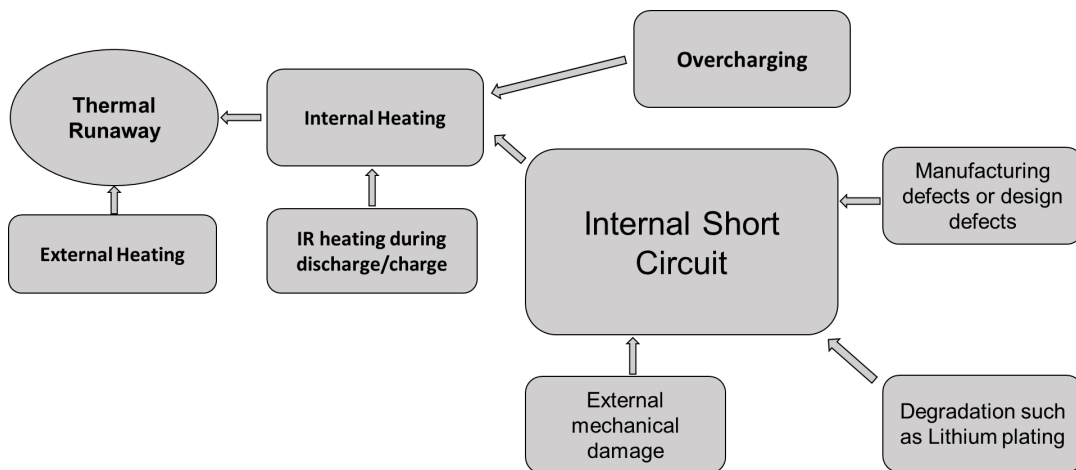 Overcharging
Thermal
Runaway
Internal Heating
Manufacturing
defects or design
defects
Internal Short
Circuit
External Heating
IR heating during
discharge/charge
External
mechanical
damage
Degradation such
as Lithium plating